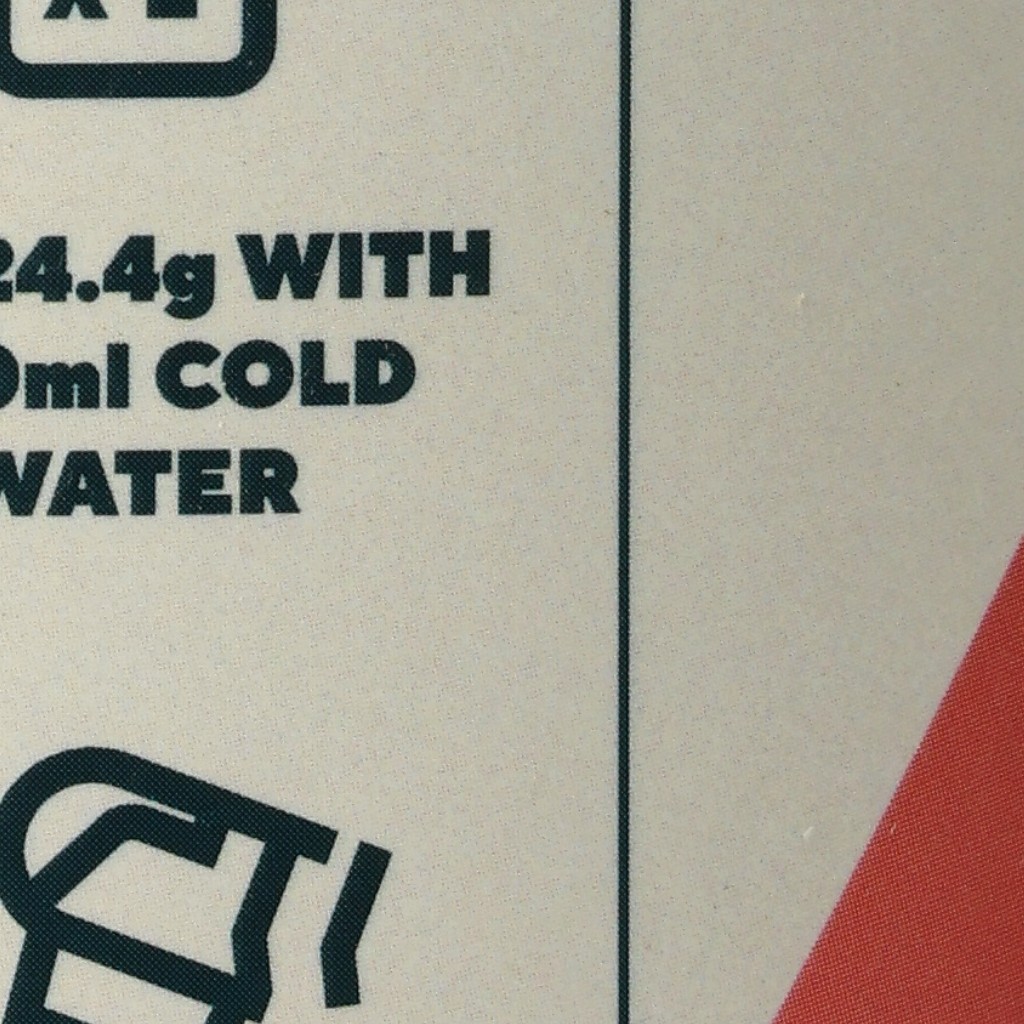 24.4g WITH
0ml COLD
WATER